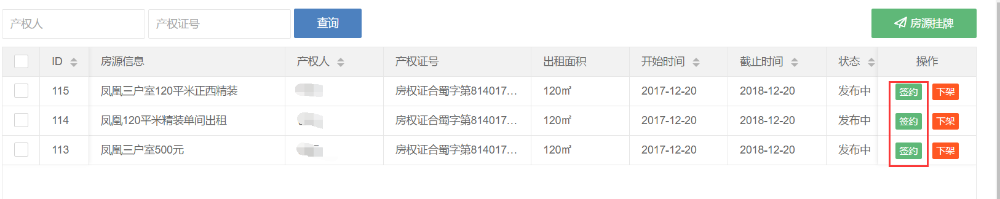 产权人 产权证号 查询 房源挂牌
ID 房源信息 产权人 产权证号 出租面积 开始时间 截止时间 状态 操作
115 凤凰三户室120平米正西精装 房权证合蜀字第814017... 120㎡ 2017-12-20 2018-12-20 发布中 签约 下架
114 凤凰120平米精装单间出租 房权证合蜀字第814017... 120㎡ 2017-12-20 2018-12-20 发布中 签约 下架
113 凤凰三户室500元 房权证合蜀字第814017... 120㎡ 2017-12-20 2018-12-20 发布中 签约 下架